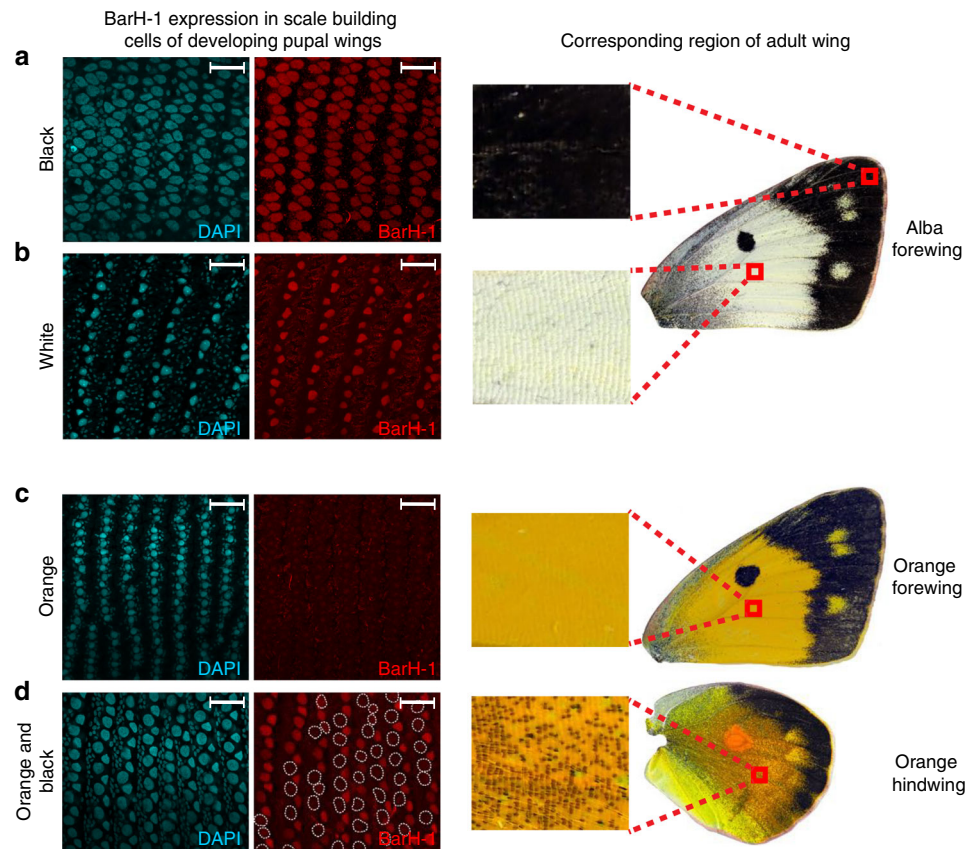 BarH-1 expression in scale building
cells of developing pupal wings
Corresponding region of adult wing
a
Black
DAPI
BarH-1
b
White
DAPI
BarH-1
Alba
forewing
c
Orange
DAPI
BarH-1
Orange
forewing
d
Orange and
black
DAPI
BarH-1
Orange
hindwing